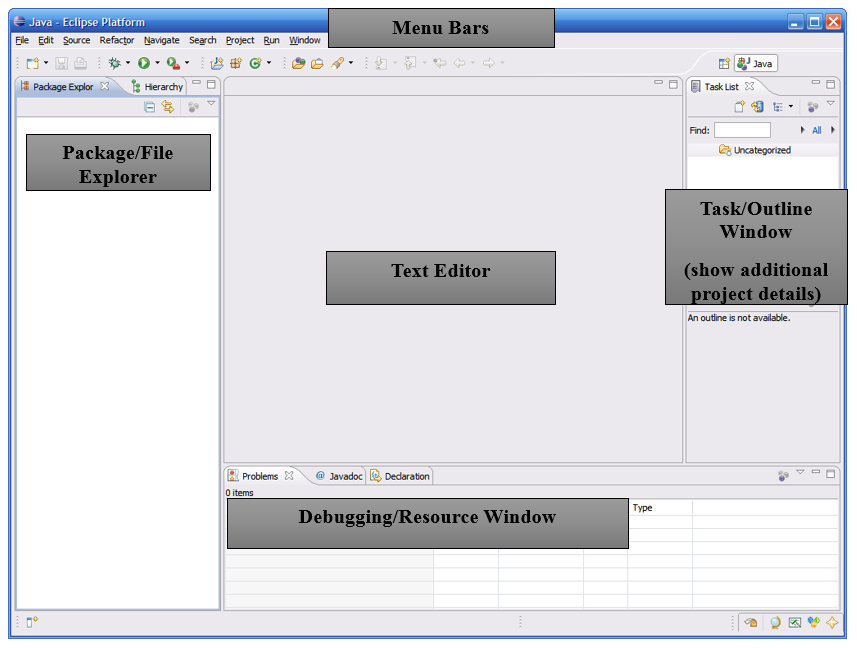 Java - Eclipse Platform
Menu Bars
File Edit Source Refactor Navigate Search Project Run Window
Java
Package Explor Hierarchy
Task List
Find: All
Uncategorized
Package/File
Explorer
Task/Outline
Window
(show additional
project details)
Text Editor
An outline is not available.
Problems @ Javadoc Declaration
0 items
Type
Debugging/Resource Window